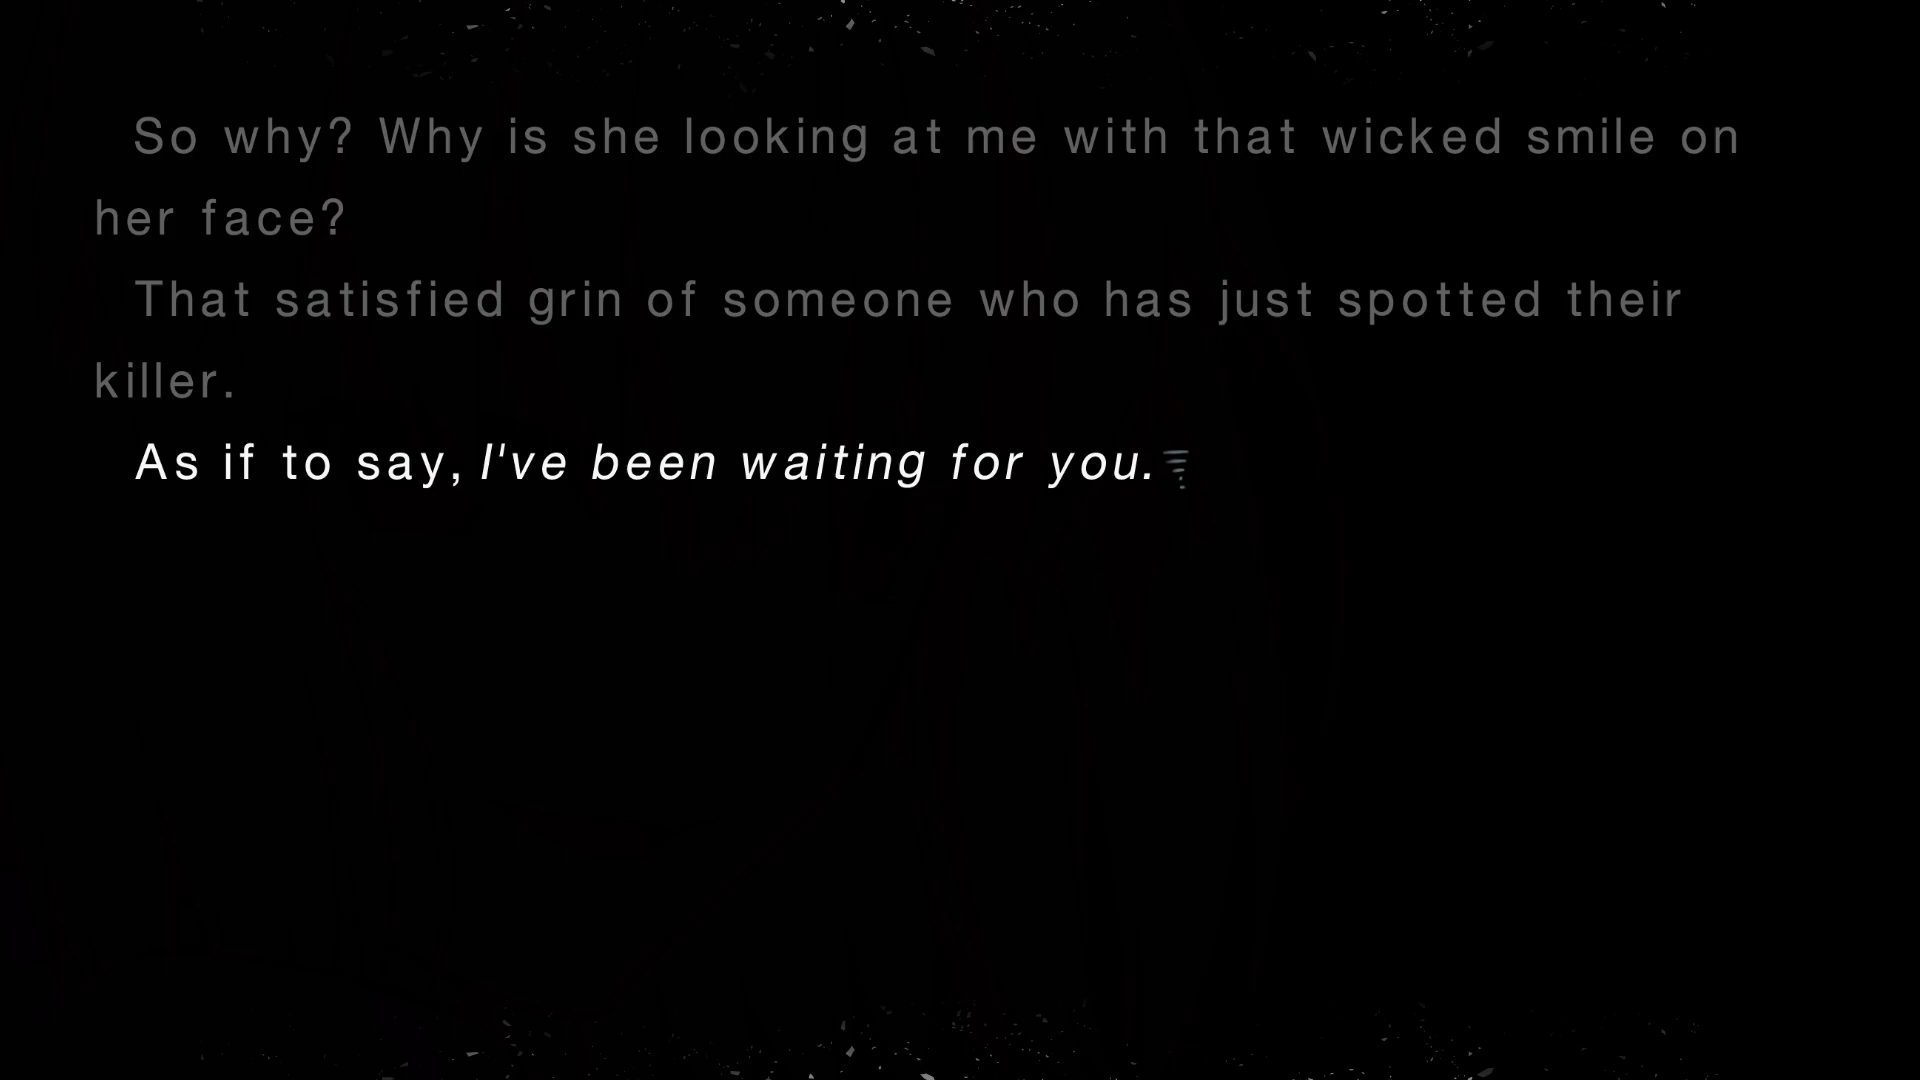 So why? Why is she looking at me with that wicked smile on
her face?
That satisfied grin of someone who has just spotted their
killer.
As if to say, I've been waiting for you.